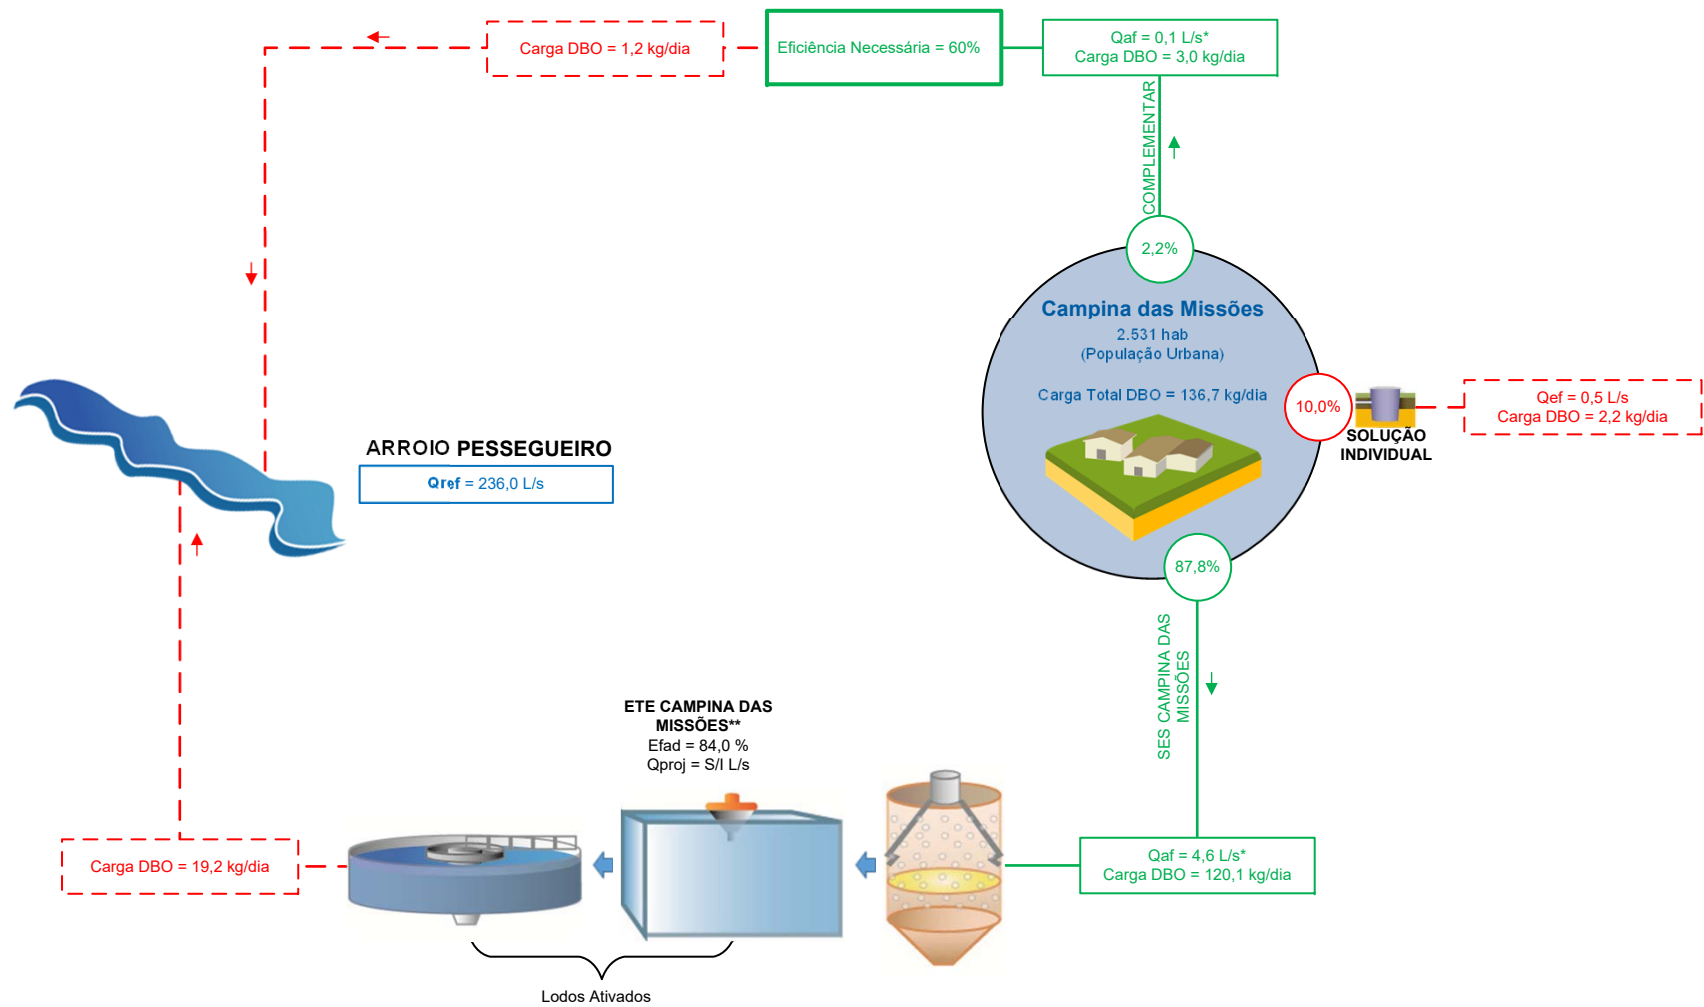 Carga DBO = 1,2 kg/dia
Eficiência Necessária = 60%
Qaf = 0,1 L/s*
Carga DBO = 3,0 kg/dia
COMPLEMENTAR
2,2%
Campina das Missões
2.531 hab
(População Urbana)
Carga Total DBO = 136,7 kg/dia
10,0%
SOLUÇÃO
INDIVIDUAL
Qef = 0,5 L/s
Carga DBO = 2,2 kg/dia
ARROIO PESSEGUEIRO
Qref = 236,0 L/s
87,8%
SES CAMPINA DAS
MISSÕES
ETE CAMPINA DAS
MISSÕES**
Efad = 84,0 %
Qproj = S/I L/s
Carga DBO = 19,2 kg/dia
Qaf = 4,6 L/s*
Carga DBO = 120,1 kg/dia
Lodos Ativados